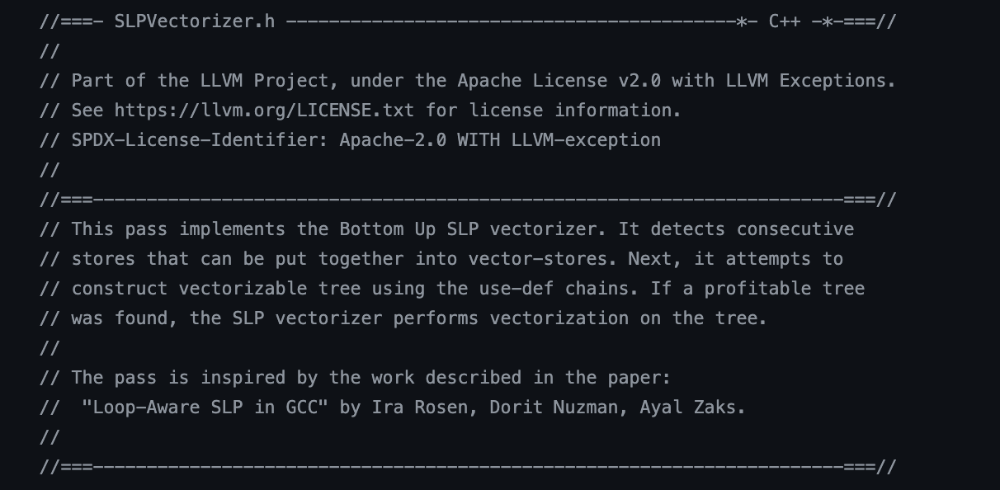 //===- SLPVectorizer.h ------------------------------------------*- C++ -*-===//
//
// Part of the LLVM Project, under the Apache License v2.0 with LLVM Exceptions.
// See https://llvm.org/LICENSE.txt for license information.
// SPDX-License-Identifier: Apache-2.0 WITH LLVM-exception
//
//===----------------------------------------------------------------------===//
// This pass implements the Bottom Up SLP vectorizer. It detects consecutive
// stores that can be put together into vector-stores. Next, it attempts to
// construct vectorizable tree using the use-def chains. If a profitable tree
// was found, the SLP vectorizer performs vectorization on the tree.
//
// The pass is inspired by the work described in the paper:
//  "Loop-Aware SLP in GCC" by Ira Rosen, Dorit Nuzman, Ayal Zaks.
//
//===----------------------------------------------------------------------===//